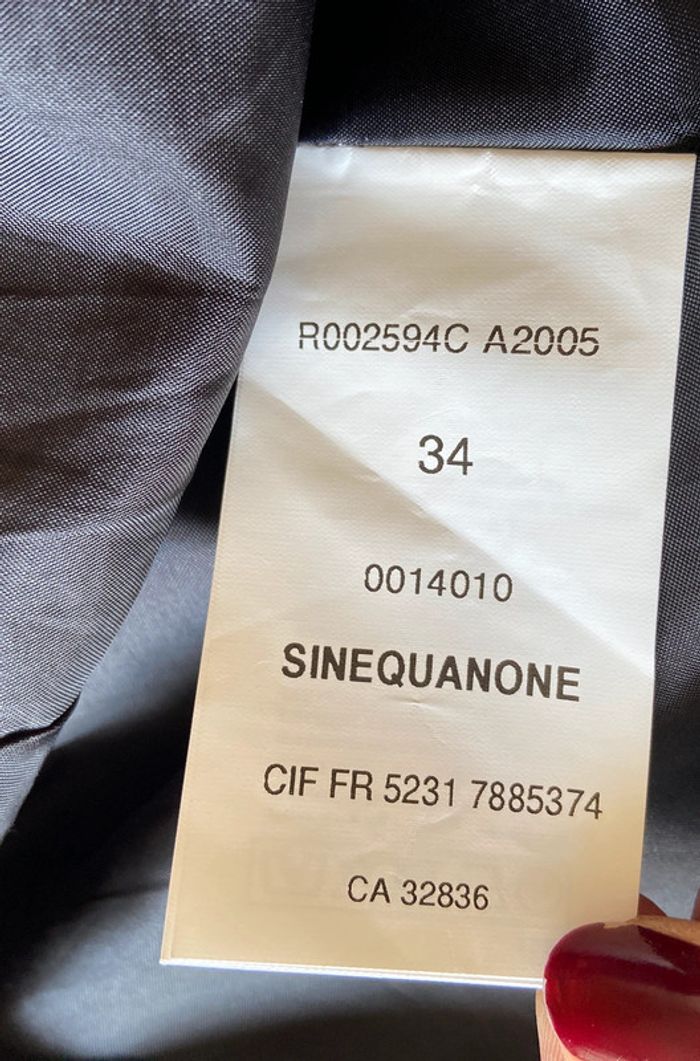 R002594C A2005
34
0014010
SINEQUANONE
CIF FR 5231 7885374
CA 32836